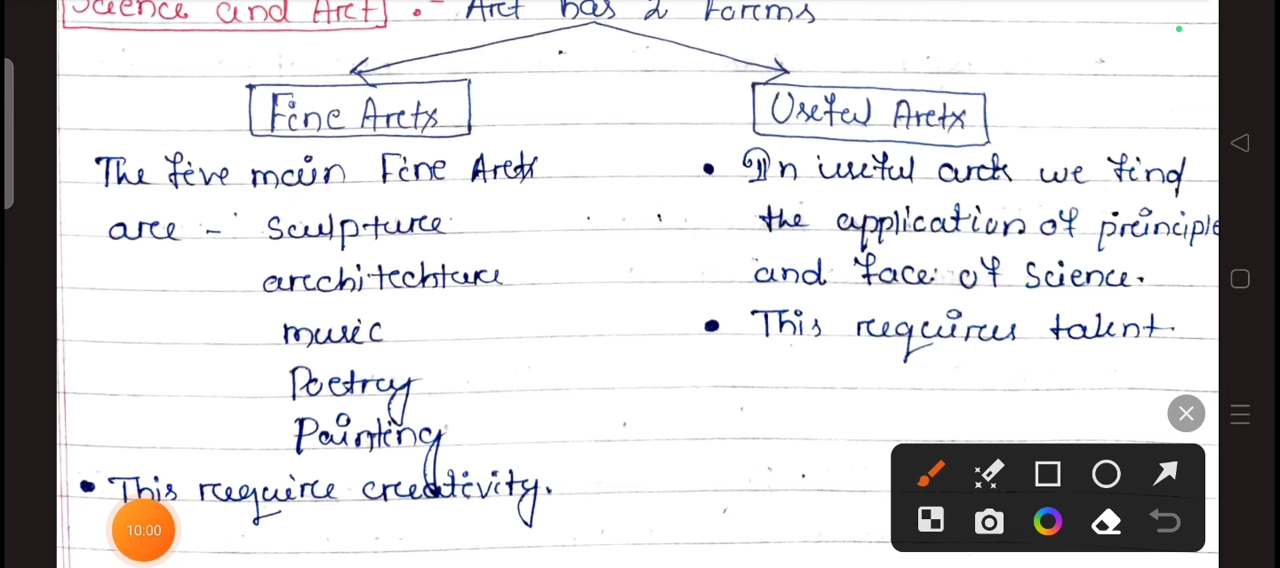 Science and Art :- Art has 2 Forms
Fine Arts
Useful Arts
The five main Fine Arts
are - Sculpture
architechture
music
Poetray
Painting
• This require creativity.
• In useful arts we find
the application of principle
and face of Science.
• This requires talent.
10:00